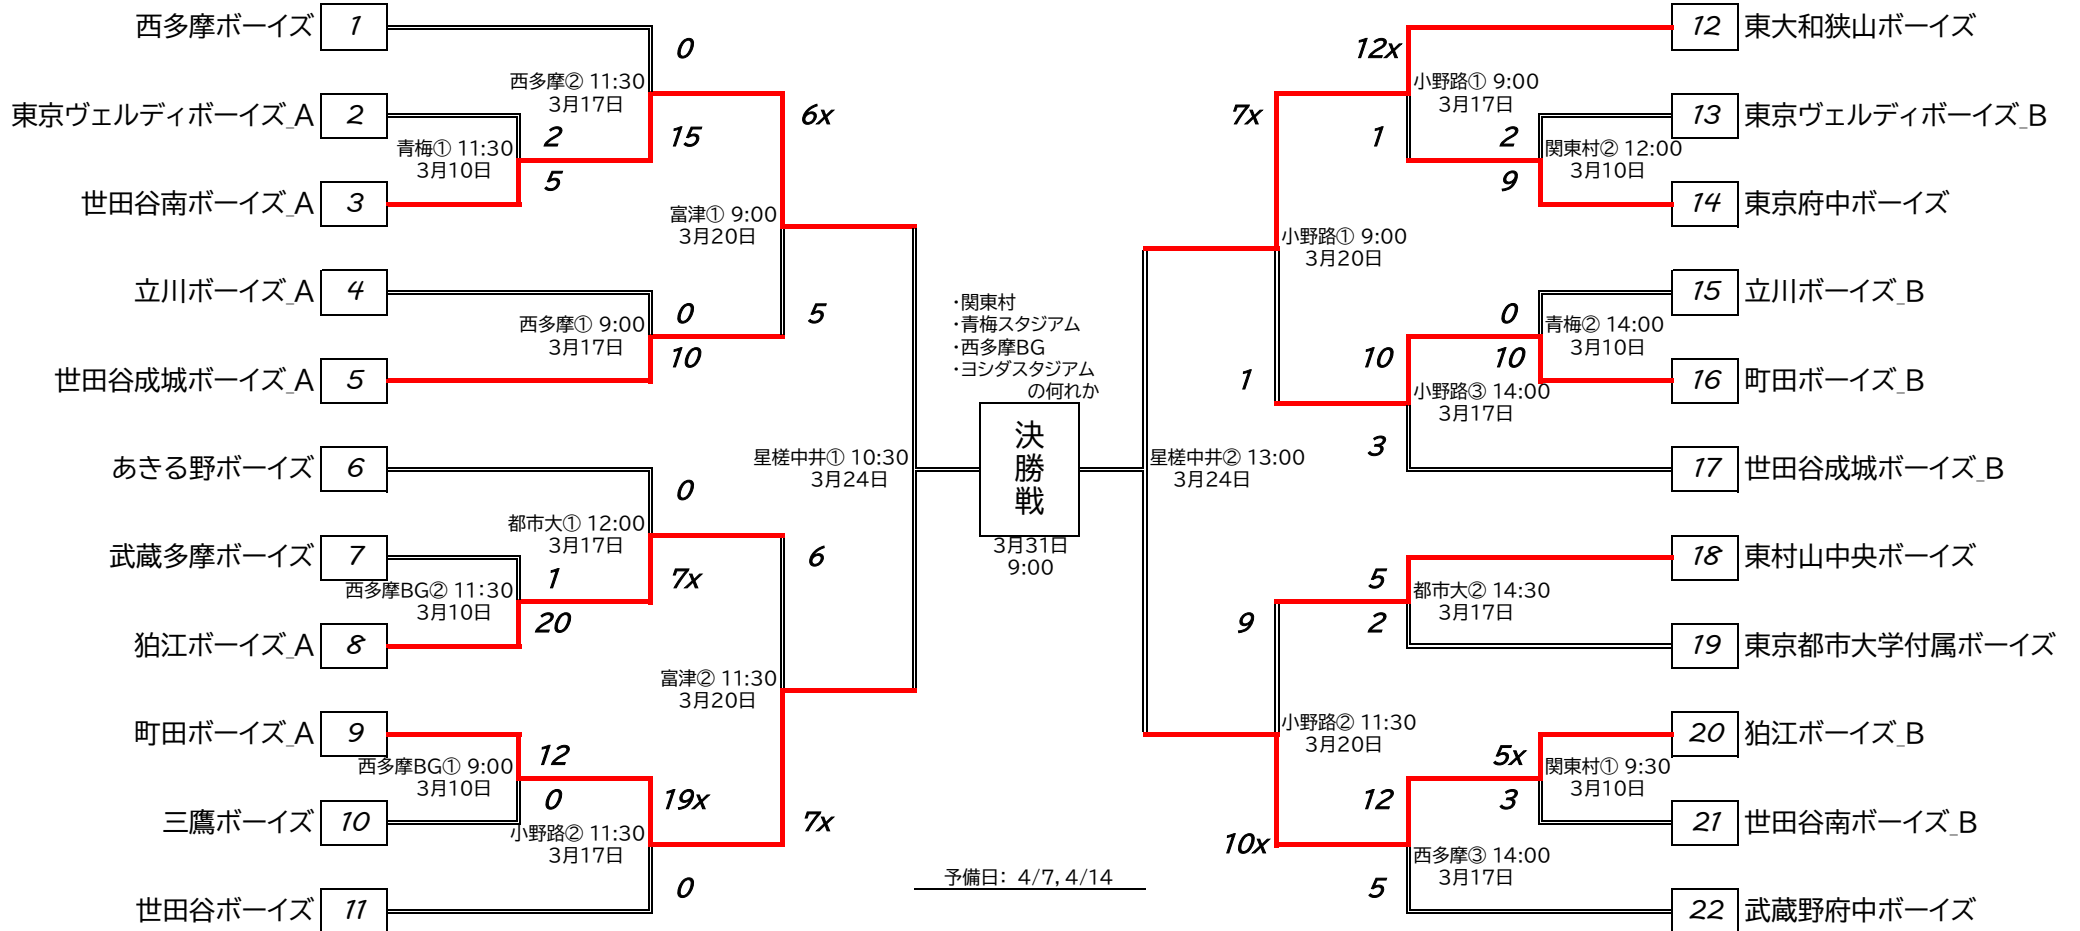 西多摩ボーイズ 1
0
西多摩② 11:30
3月17日
東京ヴェルディボーイズ_A 2
2
15
6x
青梅① 11:30
3月10日
世田谷南ボーイズ_A 3
5
富津① 9:00
3月20日
立川ボーイズ_A 4
0
5
西多摩① 9:00
3月17日
10
世田谷成城ボーイズ_A 5
あきる野ボーイズ 6
0
星槎中井① 10:30
3月24日
都市大① 12:00
3月17日
武蔵多摩ボーイズ 7
1
7x
6
西多摩BG② 11:30
3月10日
20
狛江ボーイズ_A 8
富津② 11:30
3月20日
町田ボーイズ_A 9
12
西多摩BG① 9:00
3月10日
0
19x
7x
三鷹ボーイズ 10
小野路② 11:30
3月17日
0
世田谷ボーイズ 11
・関東村
・青梅スタジアム
・西多摩BG
・ヨシダスタジアム
の何れか
決
勝
戦
3月31日
9:00
予備日： 4/7，4/14
12x
12 東大和狭山ボーイズ
小野路① 9:00
3月17日
7x
1
2
13 東京ヴェルディボーイズ_B
関東村② 12:00
3月10日
9
14 東京府中ボーイズ
小野路① 9:00
3月20日
0
15 立川ボーイズ_B
青梅② 14:00
3月10日
10
10
1
16 町田ボーイズ_B
小野路③ 14:00
3月17日
3
17 世田谷成城ボーイズ_B
星槎中井② 13:00
3月24日
5
18 東村山中央ボーイズ
都市大② 14:30
3月17日
9
2
19 東京都市大学付属ボーイズ
小野路② 11:30
3月20日
5x
20 狛江ボーイズ_B
関東村① 9:30
3月10日
12
3
21 世田谷南ボーイズ_B
10x
西多摩③ 14:00
3月17日
5
22 武蔵野府中ボーイズ